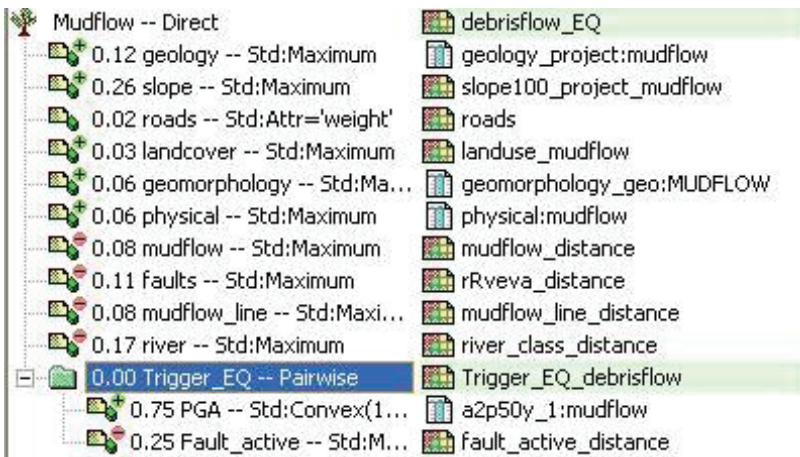 Mudflow -- Direct debrisflow_EQ
0.12 geology -- Std:Maximum geology_project:mudflow
0.26 slope -- Std:Maximum slope100_project_mudflow
0.02 roads -- Std:Attr='weight' roads
0.03 landcover -- Std:Maximum landuse_mudflow
0.06 geomorphology -- Std:Ma... geomorphology_geo:MUDFLOW
0.06 physical -- Std:Maximum physical:mudflow
0.08 mudflow -- Std:Maximum mudflow_distance
0.11 faults -- Std:Maximum rRveva_distance
0.08 mudflow_line -- Std:Maxi... mudflow_line_distance
0.17 river -- Std:Maximum river_class_distance
0.00 Trigger_EQ -- Pairwise Trigger_EQ_debrisflow
0.75 PGA -- Std:Convex(1... a2p50y_1:mudflow
0.25 Fault_active -- Std:M... fault_active_distance